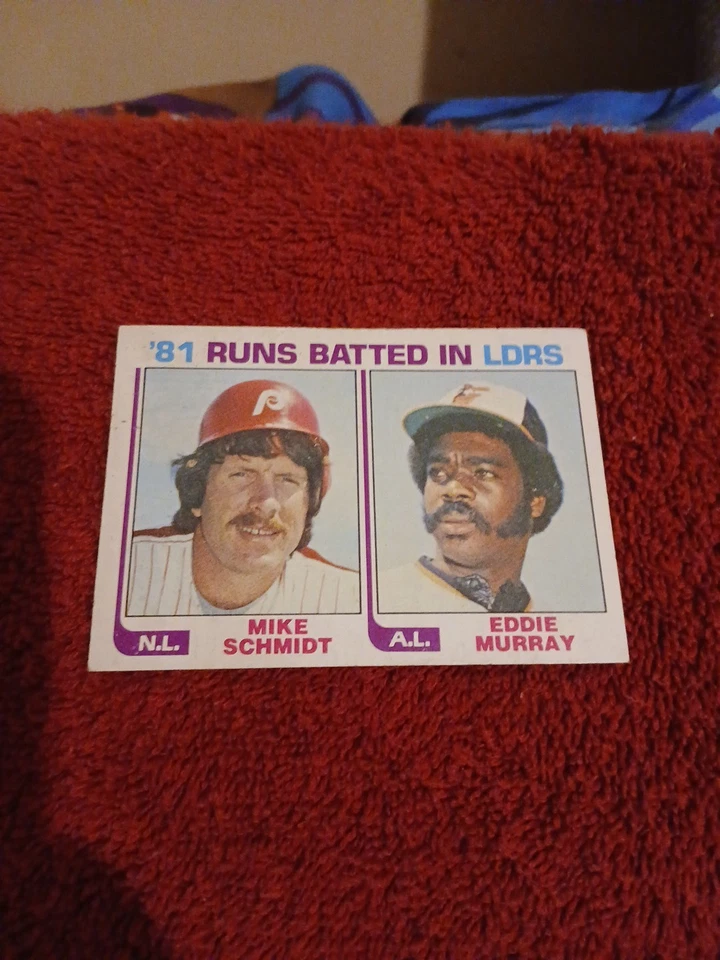 '81 RUNS BATTED IN LDRS
P
N.L.
MIKE
SCHMIDT
A.L.
EDDIE
MURRAY